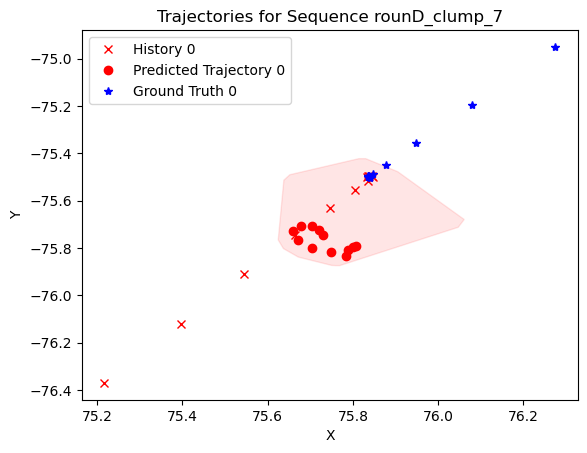 Trajectories for Sequence rounD_clump_7
History 0
Predicted Trajectory 0
Ground Truth 0
Y
−75.0
−75.2
−75.4
−75.6
−75.8
−76.0
−76.2
−76.4
75.2
75.4
75.6
75.8
76.0
76.2
X